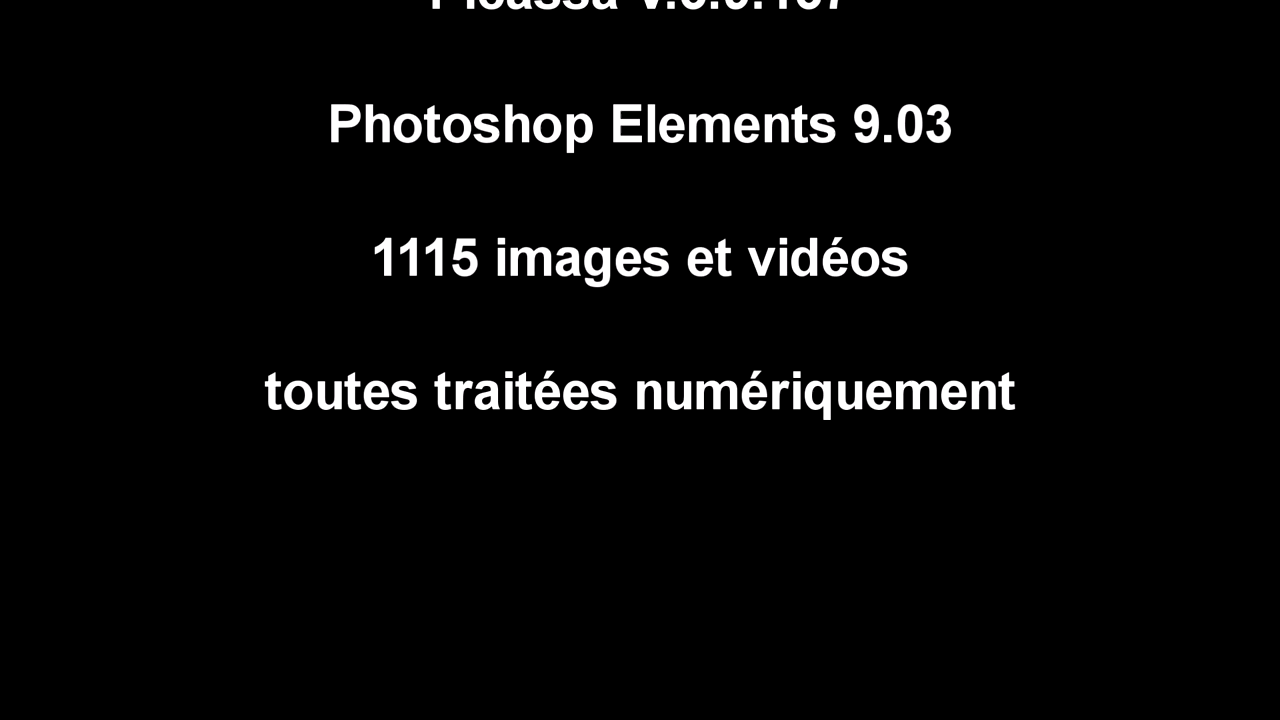 Photoshop Elements 9.03
1115 images et vidéos
toutes traitées numériquement